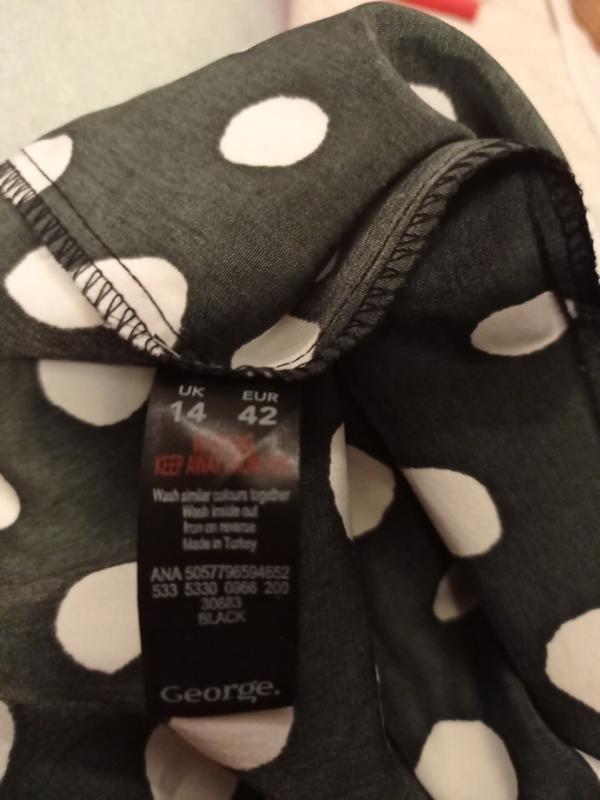 UK EUR
14 42
KEEP AWAY
Wash similar colours together
Wash inside out
Iron on reverse
Made in Turkey
ANA 5057796594652
533 5330 0966 200
30683
BLACK
George.